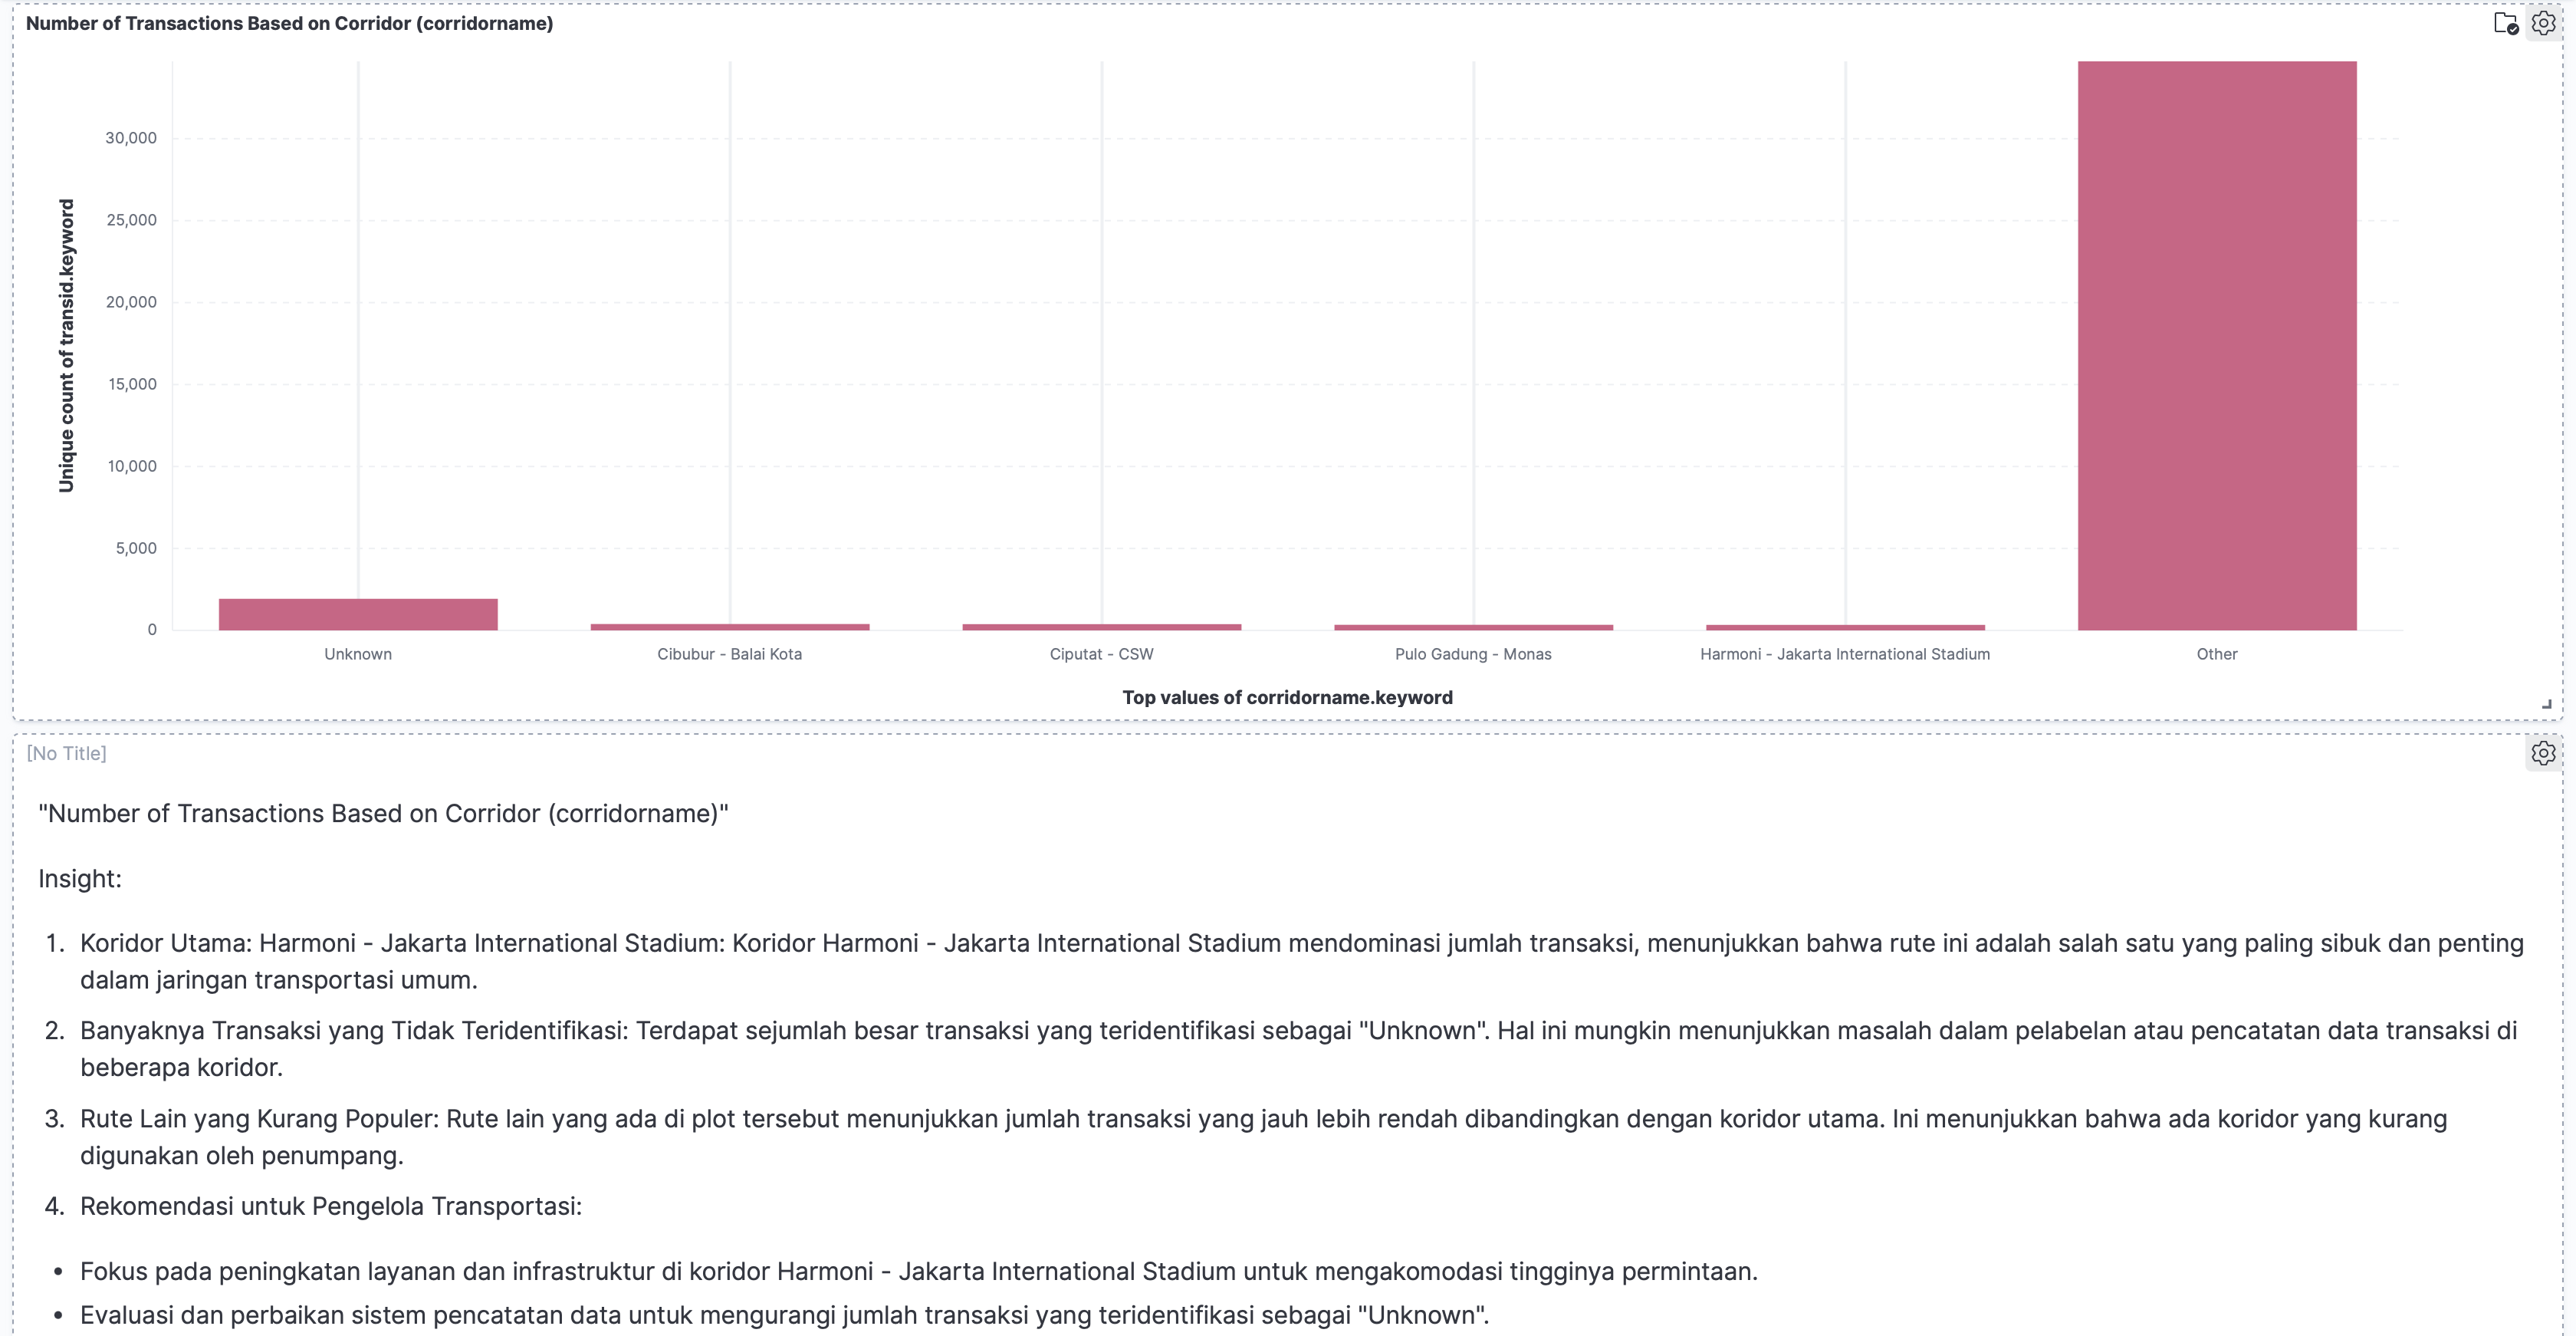 Number of Transactions Based on Corridor (corridorname)
Unique count of transid.keyword
30,000
25,000
20,000
15,000
10,000
5,000
0
Unknown
Cibubur - Balai Kota
Ciputat - CSW
Pulo Gadung - Monas
Harmoni - Jakarta International Stadium
Other
Top values of corridorname.keyword
[No Title]
"Number of Transactions Based on Corridor (corridorname)"
Insight:
1. Koridor Utama: Harmoni - Jakarta International Stadium: Koridor Harmoni - Jakarta International Stadium mendominasi jumlah transaksi, menunjukkan bahwa rute ini adalah salah satu yang paling sibuk dan penting
dalam jaringan transportasi umum.
2. Banyaknya Transaksi yang Tidak Teridentifikasi: Terdapat sejumlah besar transaksi yang teridentifikasi sebagai "Unknown". Hal ini mungkin menunjukkan masalah dalam pelabelan atau pencatatan data transaksi di
beberapa koridor.
3. Rute Lain yang Kurang Populer: Rute lain yang ada di plot tersebut menunjukkan jumlah transaksi yang jauh lebih rendah dibandingkan dengan koridor utama. Ini menunjukkan bahwa ada koridor yang kurang
digunakan oleh penumpang.
4. Rekomendasi untuk Pengelola Transportasi:
• Fokus pada peningkatan layanan dan infrastruktur di koridor Harmoni - Jakarta International Stadium untuk mengakomodasi tingginya permintaan.
• Evaluasi dan perbaikan sistem pencatatan data untuk mengurangi jumlah transaksi yang teridentifikasi sebagai "Unknown".